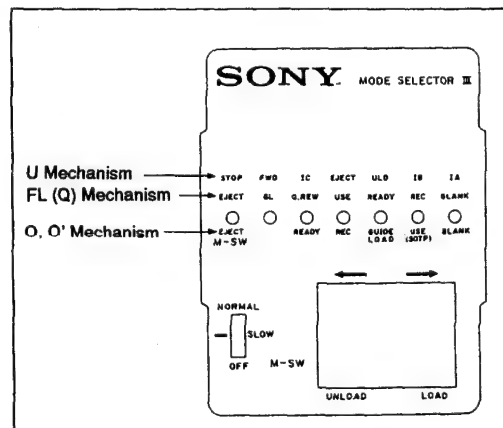 SONY MODE SELECTOR III
U Mechanism STOP FWD IC EJECT ULD IB IA
FL (Q) Mechanism EJECT GL Q.REW USE READY REC BLANK
O, O' Mechanism EJECT READY REC GUIDE LOAD USE (SOTP) BLANK
M-SW
NORMAL
SLOW
OFF
M-SW
UNLOAD LOAD